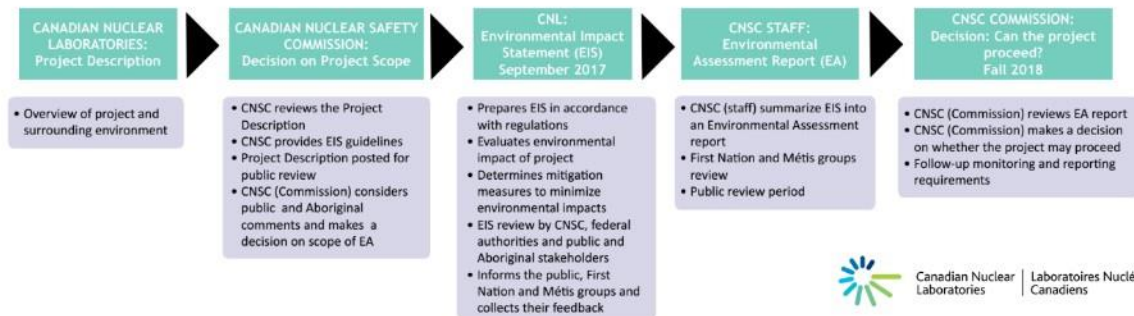 CANADIAN NUCLEAR
LABORATORIES:
Project Description
• Overview of project and
surrounding environment
CANADIAN NUCLEAR SAFETY
COMMISSION:
Decision on Project Scope
• CNSC reviews the Project
Description
• CNSC provides EIS guidelines
• Project Description posted for
public review
• CNSC (Commission) considers
public and Aboriginal
comments and makes a
decision on scope of EA
CNL:
Environmental Impact
Statement (EIS)
September 2017
• Prepares EIS in accordance
with regulations
• Evaluates environmental
impact of project
• Determines mitigation
measures to minimize
environmental impacts
• EIS review by CNSC, federal
authorities and public and
Aboriginal stakeholders
• Informs the public, First
Nation and Métis groups and
collects their feedback
CNSC STAFF:
Environmental
Assessment Report (EA)
• CNSC (staff) summarize EIS into
an Environmental Assessment
report
• First Nation and Métis groups
review
• Public review period
CNSC COMMISSION:
Decision: Can the project
proceed?
Fall 2018
• CNSC (Commission) reviews EA report
• CNSC (Commission) makes a decision
on whether the project may proceed
• Follow-up monitoring and reporting
requirements
Canadian Nuclear
Laboratories
Laboratoires Nuclé
Canadiens